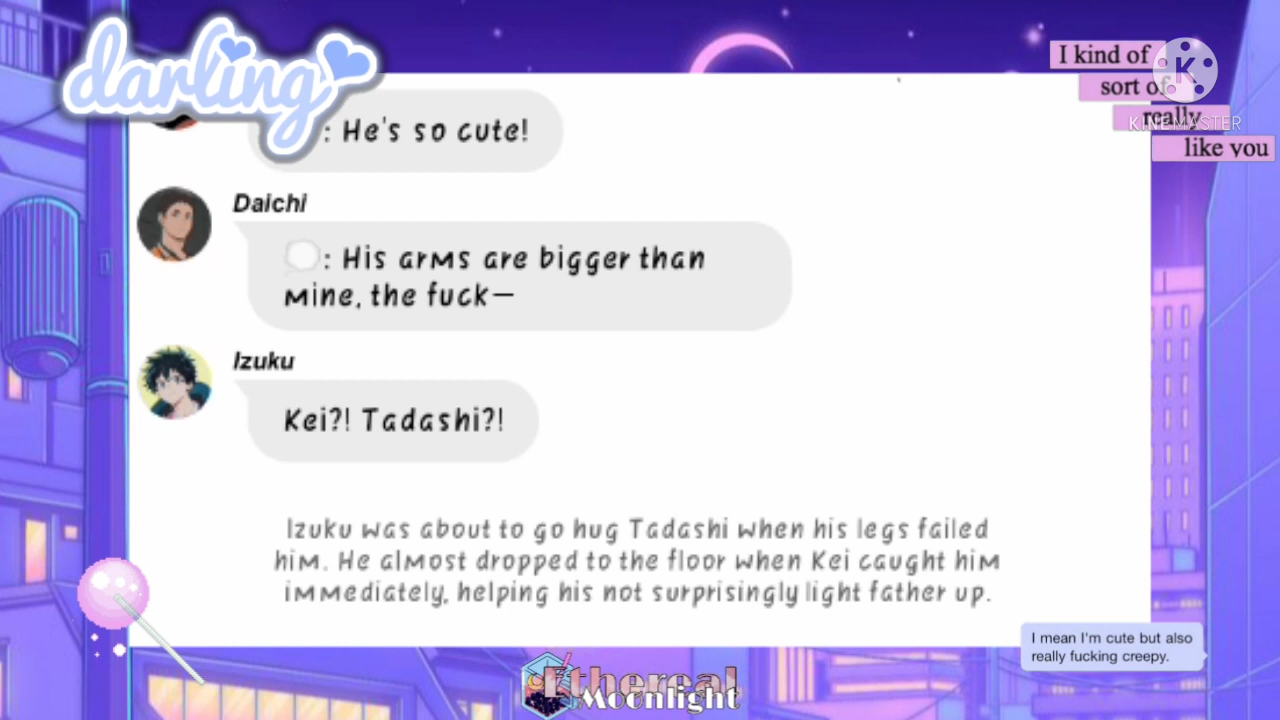 darling
I kind of
sort of
really
like you
K
KINEMASTER
: He's so cute!
Daichi
: His arms are bigger than
mine, the fuck—
Izuku
Kei?! Tadashi?!
Izuku was about to go hug Tadashi when his legs failed
him. He almost dropped to the floor when Kei caught him
immediately, helping his not surprisingly light father up.
I mean I'm cute but also
really fucking creepy.
Ethereal
Moonlight